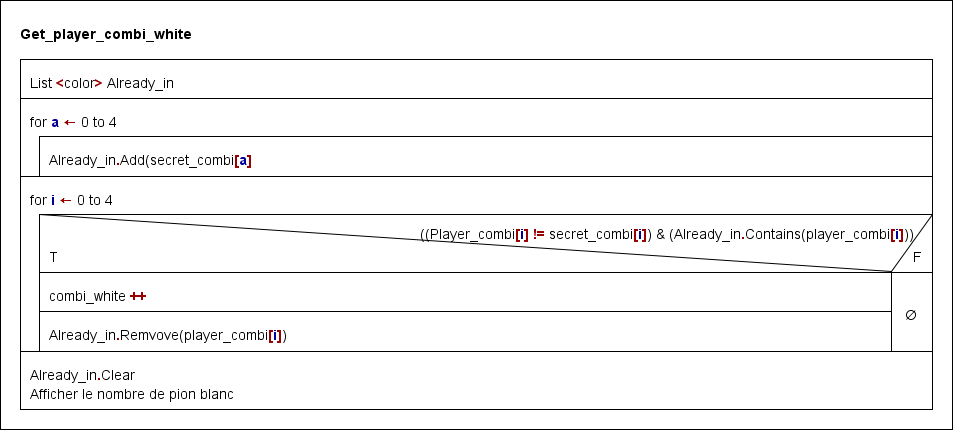 Get_player_combi_white
List <color> Already_in
for a ← 0 to 4
Already_in.Add(secret_combi[a]
for i ← 0 to 4
((Player_combi[i] != secret_combi[i]) & (Already_in.Contains(player_combi[i]))
T
F
combi_white ++
∅
Already_in.Remvove(player_combi[i])
Already_in.Clear
Afficher le nombre de pion blanc